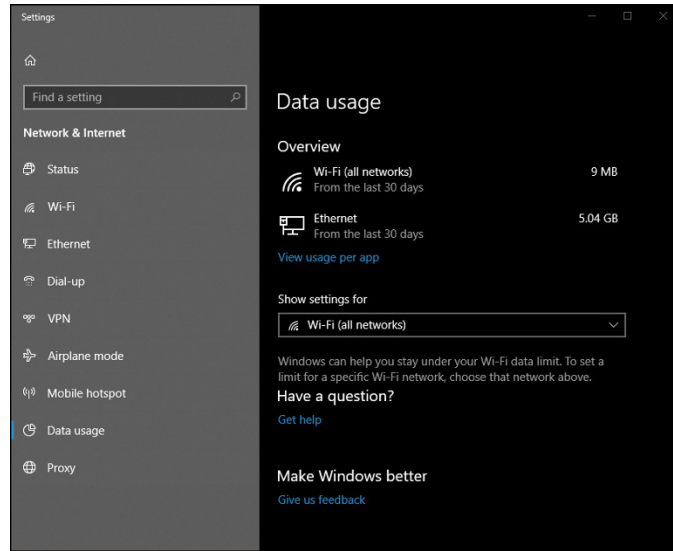 Settings
Find a setting
Network & Internet
Status
Wi-Fi
Ethernet
Dial-up
VPN
Airplane mode
Mobile hotspot
Data usage
Proxy
Data usage
Overview
Wi-Fi (all networks) 9 MB
From the last 30 days
Ethernet 5.04 GB
From the last 30 days
View usage per app
Show settings for
Wi-Fi (all networks)
Windows can help you stay under your Wi-Fi data limit. To set a
limit for a specific Wi-Fi network, choose that network above.
Have a question?
Get help
Make Windows better
Give us feedback